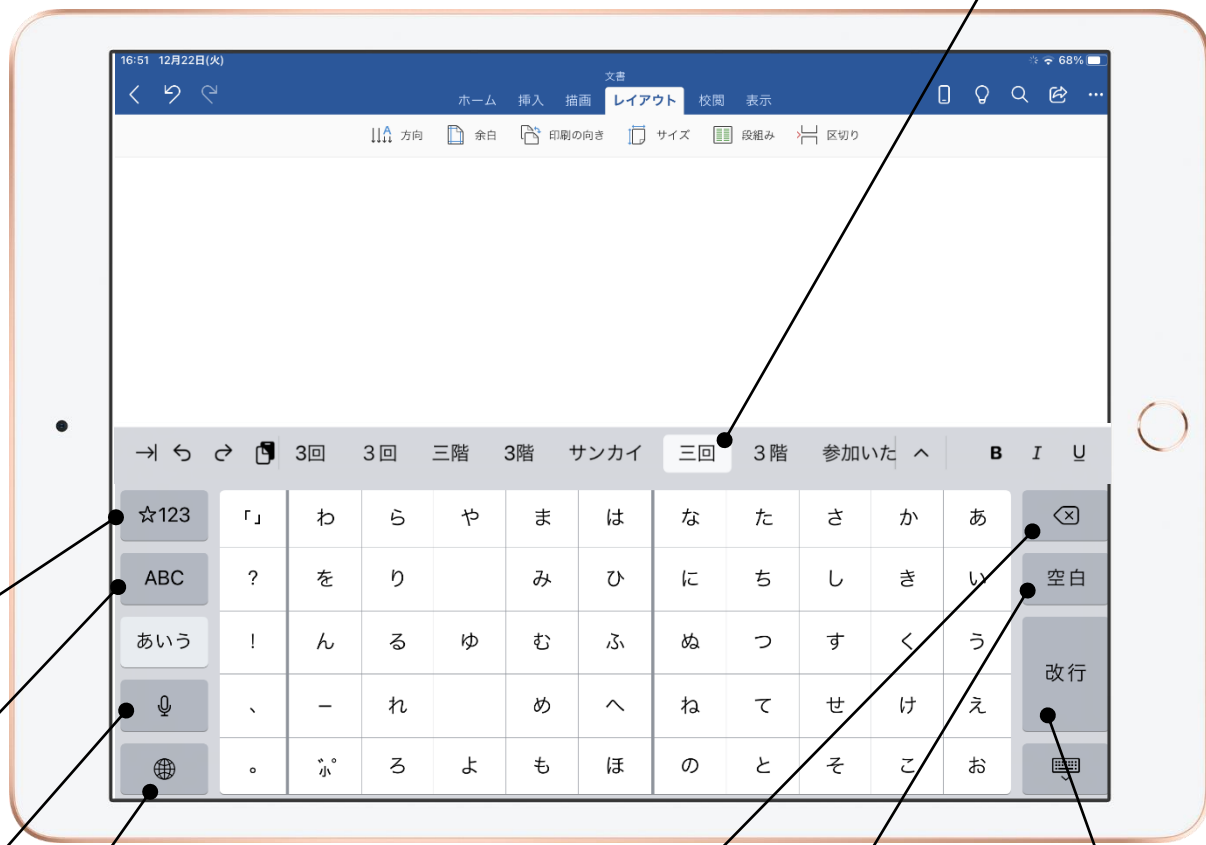 16:51 12月22日(火) 68%
文書
ホーム 挿入 描画 レイアウト 校閲 表示
A 方向 余白 印刷の向き サイズ 段組み 区切り
3回 3回 三階 3階 サンカイ 三回 3階 参加いた B I U
☆123 「」 わ ら や ま は な た さ か あ
ABC ? を り み ひ に ち し き い 空白
あいう ! ん る ゆ む ふ ぬ つ す く う
改行
、 ー れ め へ ね て せ け え
。 ろ よ も ほ の と そ こ お